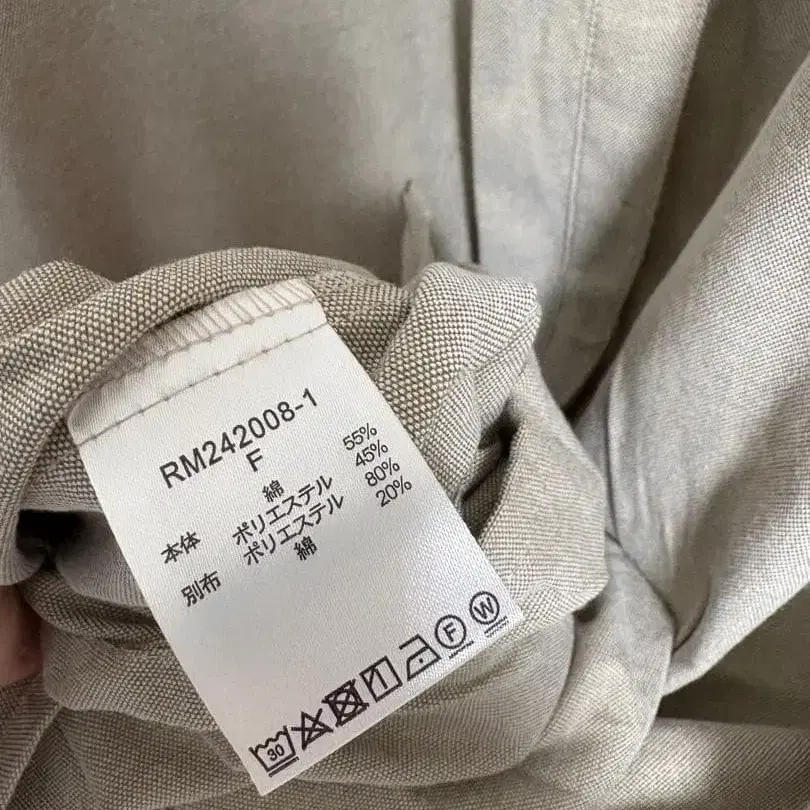 RM242008-1
F
本体 綿 55%
ポリエステル 45%
別布 ポリエステル 80%
綿 20%
30 F W